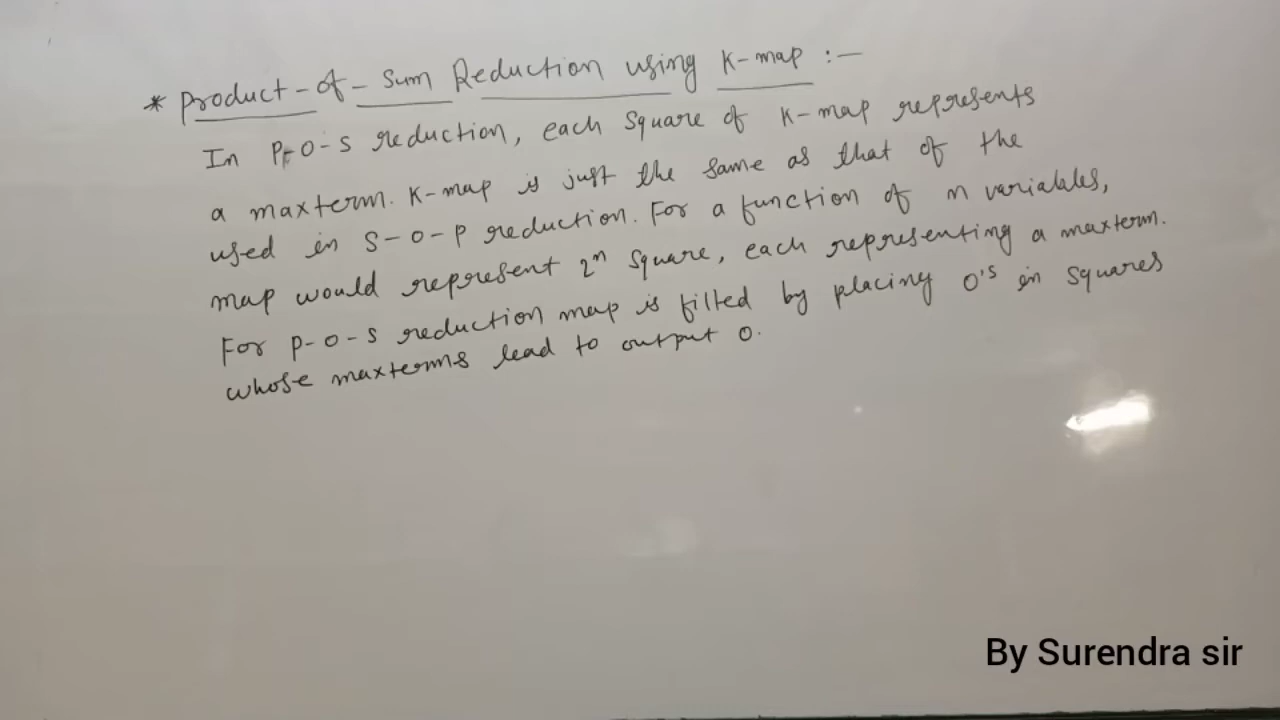 * Product-of-Sum Reduction using K-map :-
In P-O-S reduction, each square of K-map represents
a maxterm. K-map is just the same as that of the
used in S-O-P reduction. For a function of n variables,
map would represent 2ⁿ square, each representing a maxterm.
For P-O-S reduction map is filled by placing 0's in squares
whose maxterms lead to output 0.
By Surendra sir